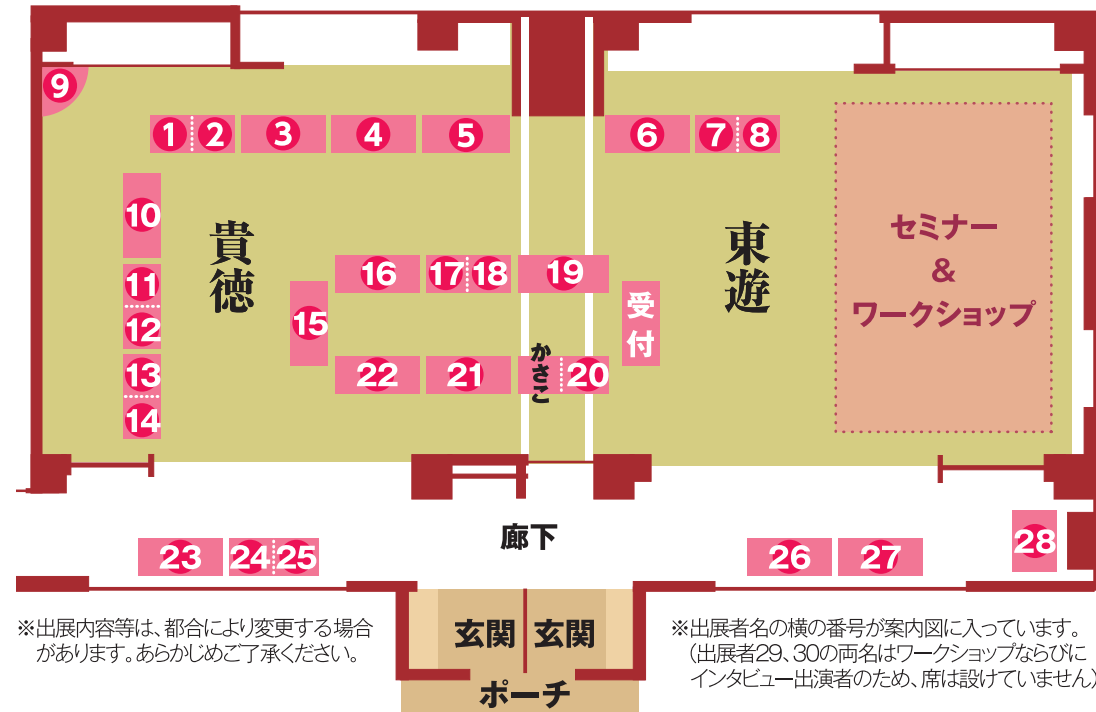 9
1 2 3 4 5 6 7 8
10
11
12
13
14
貴徳
東遊
セミナー
&
ワークショップ
15
16 17 18 19
受付
22 21 かさこ 20
廊下
23 24 25
26 27 28
※出展内容等は、都合により変更する場合
があります。あらかじめご了承ください。
玄関 玄関
ポーチ
※出展者名の横の番号が案内図に入っています。
(出展者29、30の両名はワークショップならびに
インタビュー出演者のため、席は設けていません)